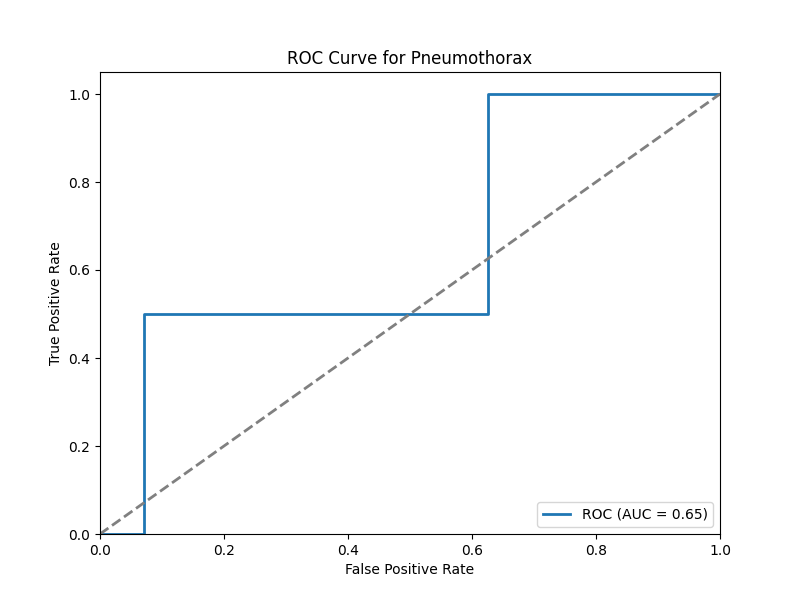 ROC Curve for Pneumothorax
1.0
0.8
0.6
0.4
0.2
0.0
True Positive Rate
0.0 0.2 0.4 0.6 0.8 1.0
False Positive Rate
ROC (AUC = 0.65)